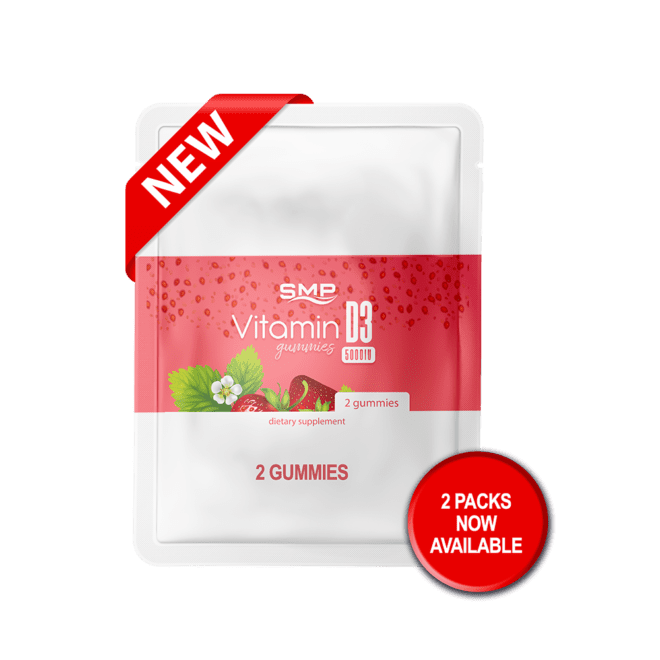 NEW
SMP
Vitamin D3
gummies
5000IU
2 gummies
dietary supplement
2 GUMMIES
2 PACKS
NOW
AVAILABLE